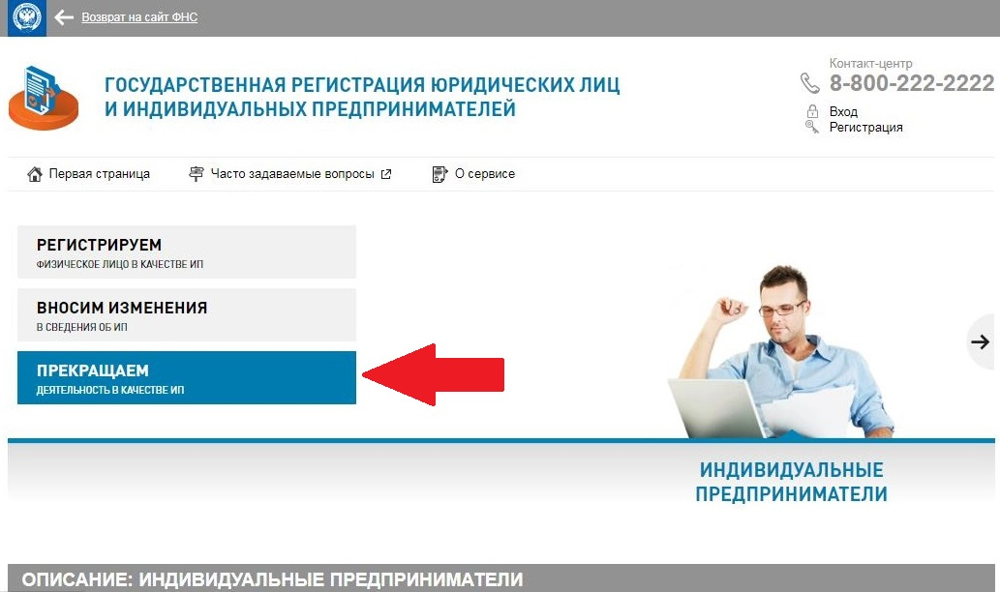 Возврат на сайт ФНС
ГОСУДАРСТВЕННАЯ РЕГИСТРАЦИЯ ЮРИДИЧЕСКИХ ЛИЦ
И ИНДИВИДУАЛЬНЫХ ПРЕДПРИНИМАТЕЛЕЙ
Контакт-центр
8-800-222-2222
Вход
Регистрация
Первая страница
Часто задаваемые вопросы
О сервисе
РЕГИСТРИРУЕМ
ФИЗИЧЕСКОЕ ЛИЦО В КАЧЕСТВЕ ИП
ВНОСИМ ИЗМЕНЕНИЯ
В СВЕДЕНИЯ ОБ ИП
ПРЕКРАЩАЕМ
ДЕЯТЕЛЬНОСТЬ В КАЧЕСТВЕ ИП
ИНДИВИДУАЛЬНЫЕ
ПРЕДПРИНИМАТЕЛИ
ОПИСАНИЕ: ИНДИВИДУАЛЬНЫЕ ПРЕДПРИНИМАТЕЛИ